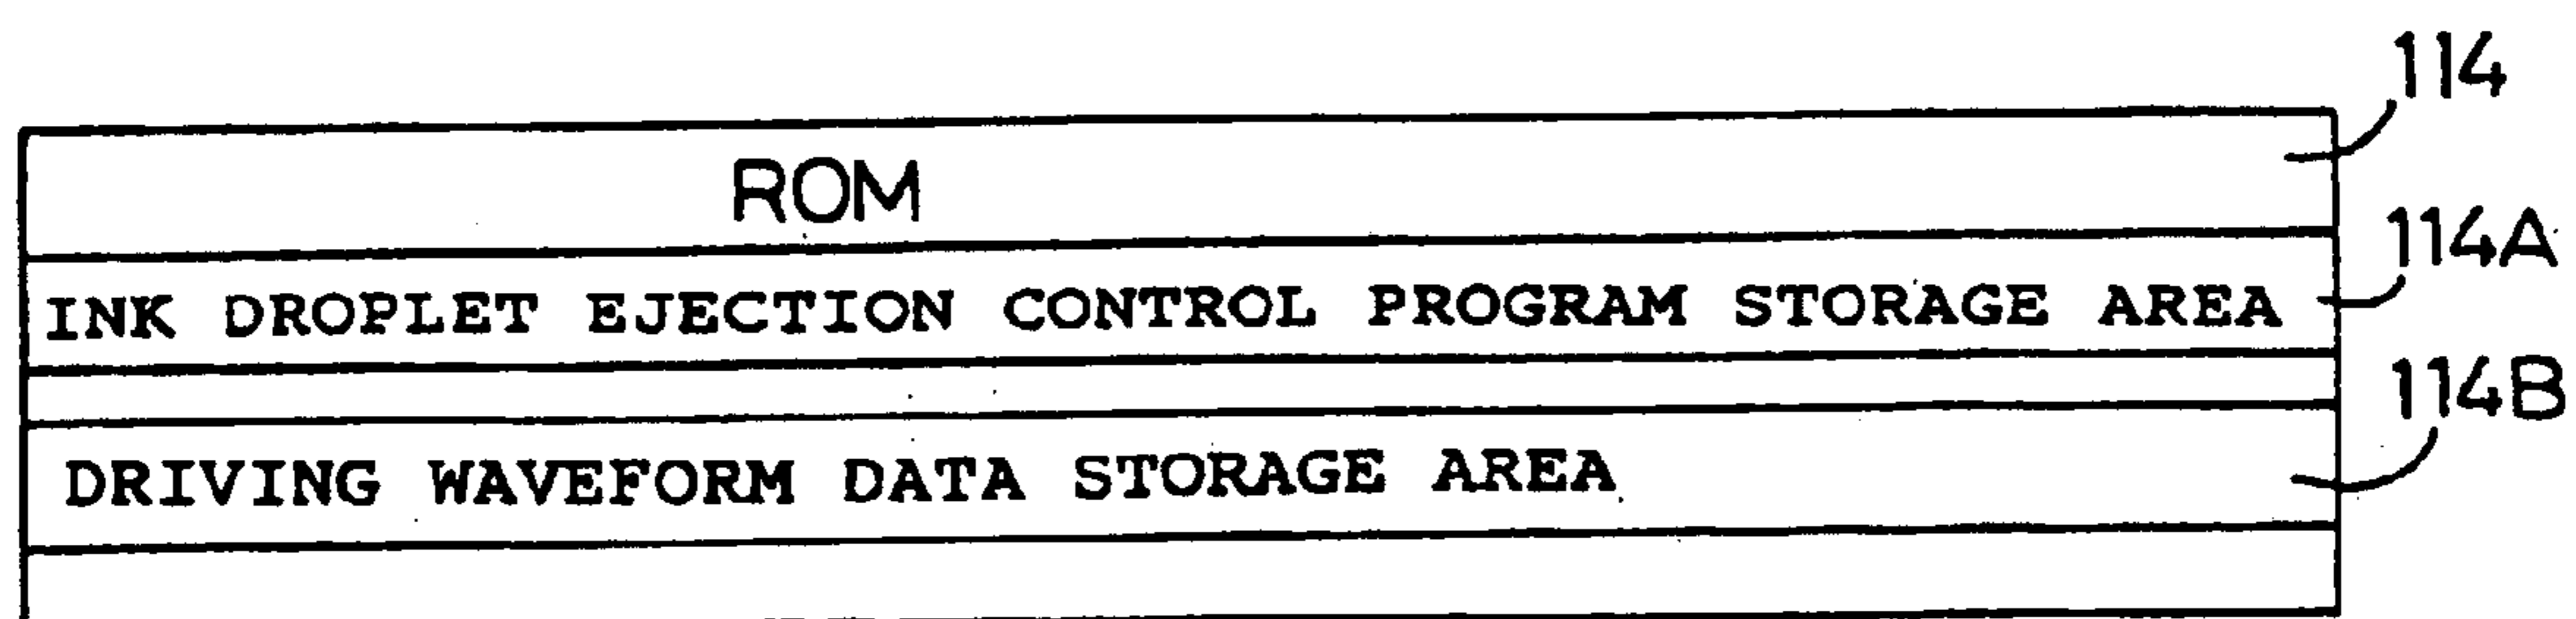 114
ROM
114A
INK DROPLET EJECTION CONTROL PROGRAM STORAGE AREA
114B
DRIVING WAVEFORM DATA STORAGE AREA